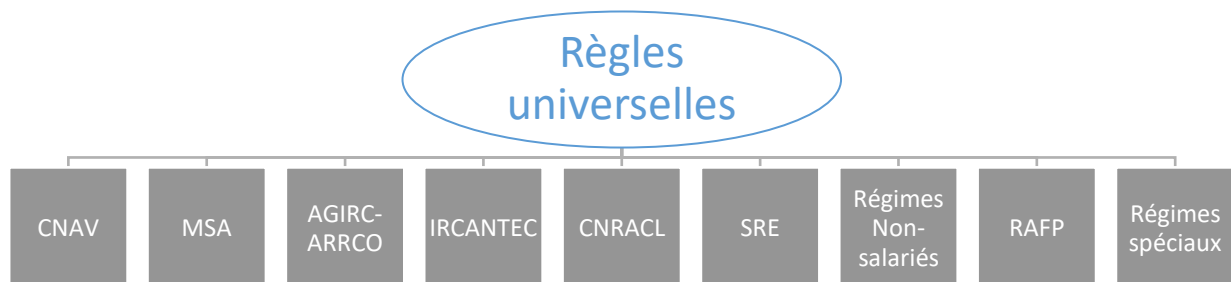 Règles
universelles
CNAV
MSA
AGIRC-
ARRCO
IRCANTEC
CNRACL
SRE
Régimes
Non-
salariés
RAFP
Régimes
spéciaux